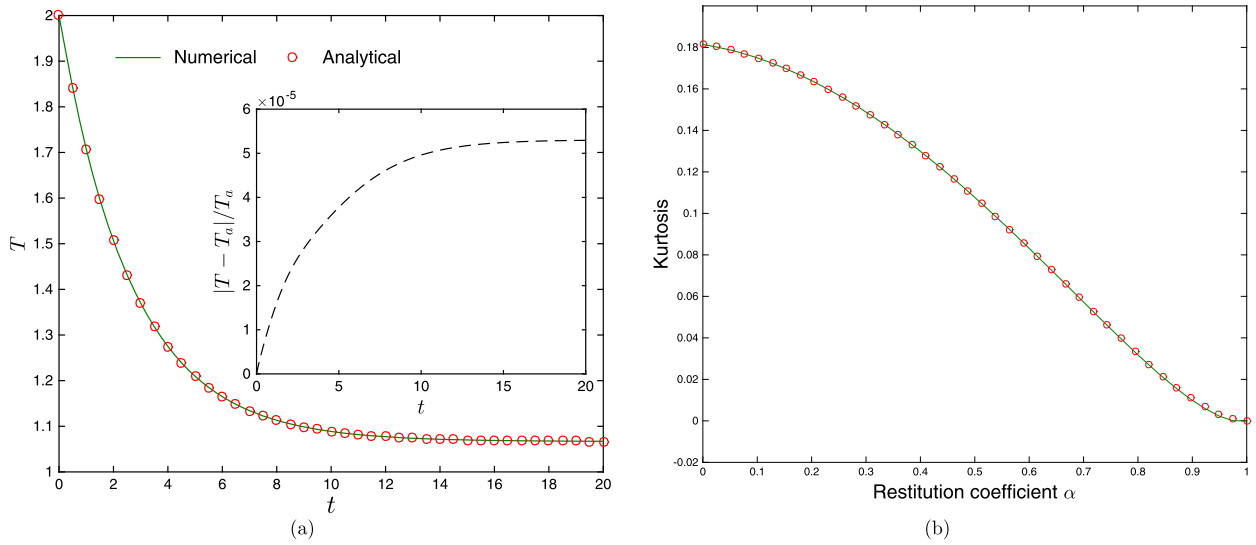 2
1.9
1.8
1.7
1.6
1.5
1.4
1.3
1.2
1.1
1
T
0 2 4 6 8 10 12 14 16 18 20
t
Numerical Analytical
×10^-5
6
5
4
3
2
1
0
|T − T_a|/T_a
0 5 10 15 20
t
(a)
0.18
0.16
0.14
0.12
0.1
0.08
0.06
0.04
0.02
0
-0.02
Kurtosis
0 0.1 0.2 0.3 0.4 0.5 0.6 0.7 0.8 0.9 1
Restitution coefficient α
(b)